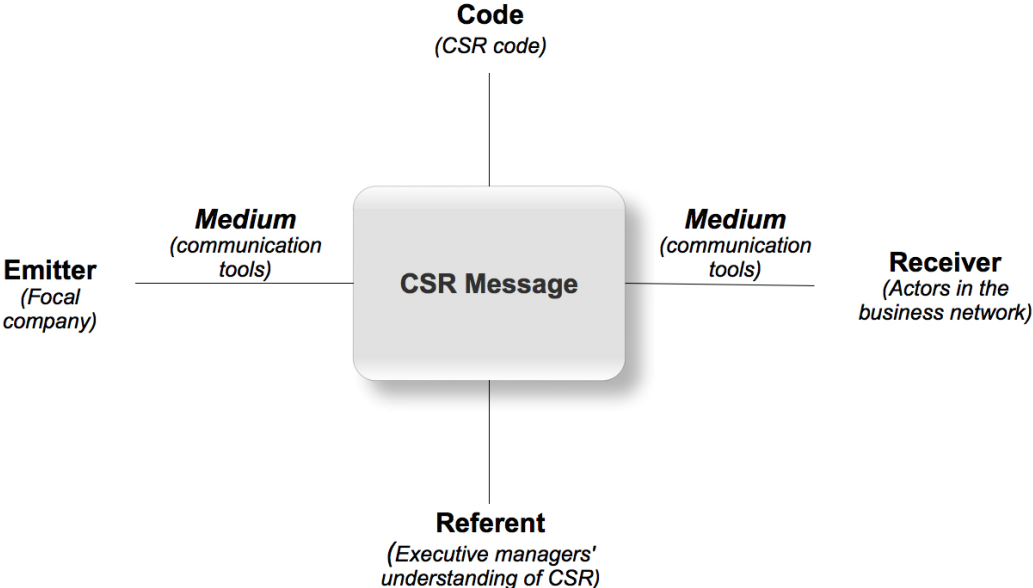 Code
(CSR code)
Medium
(communication
tools)
Medium
(communication
tools)
Emitter
(Focal
company)
CSR Message
Receiver
(Actors in the
business network)
Referent
(Executive managers'
understanding of CSR)